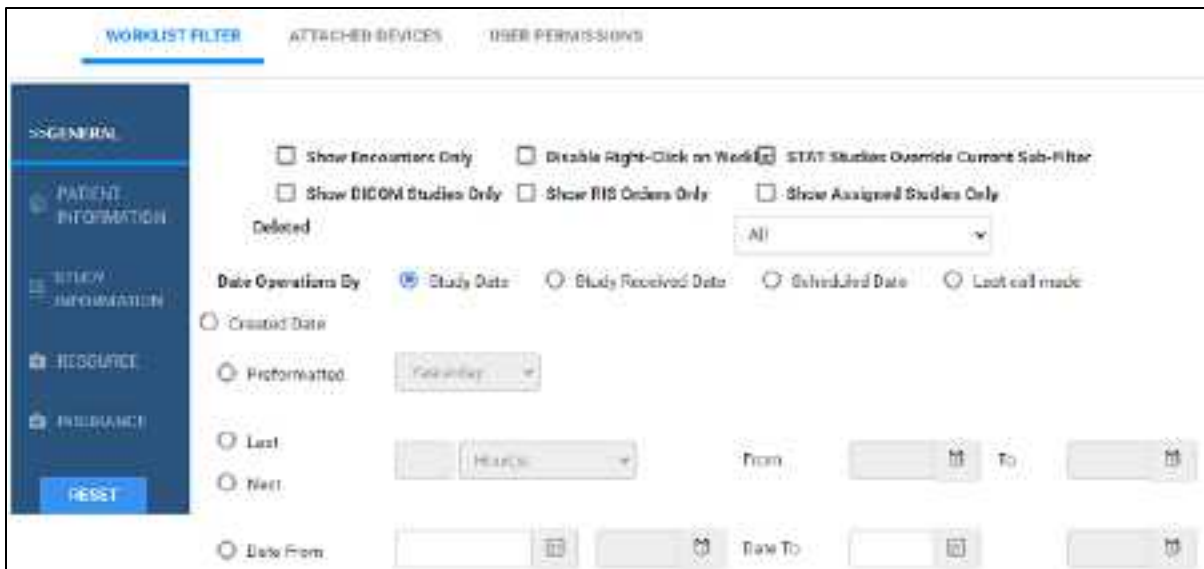 WORKLIST FILTER ATTACHED DEVICES USER PERMISSIONS
>>GENERAL
PATIENT
INFORMATION
STUDY
INFORMATION
RESOURCE
INSURANCE
RESET
Show Encounters Only Disable Right-Click on STAT Studies Override Current Sub-Filter
Show DICOM Studies Only Show RIS Orders Only Show Assigned Studies Only
Deleted All
Date Operations By Study Date Study Received Date Scheduled Date Last call made
Created Date
Preformatted Yesterday
Last
Hour(s) From To
Next
Date From Date To